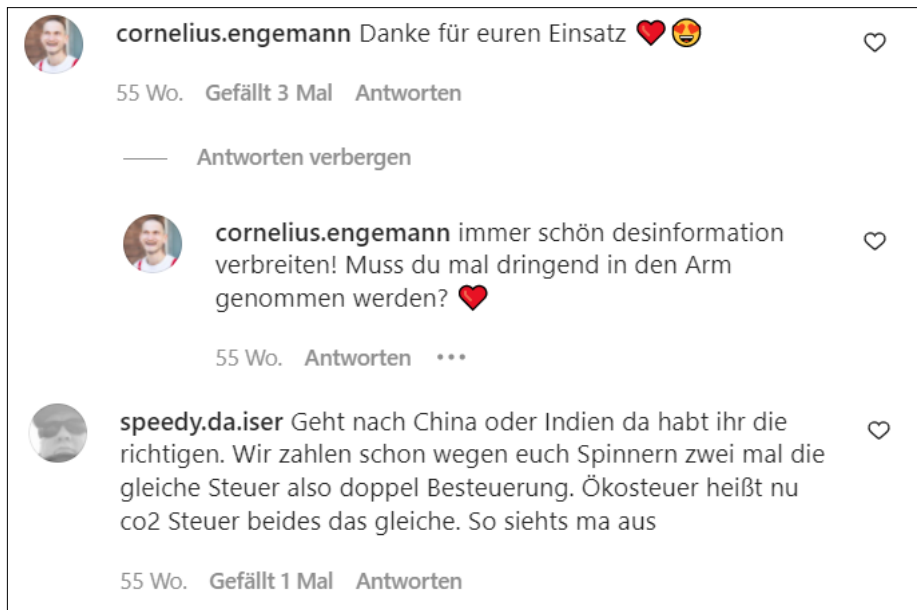 cornelius.engemann Danke für euren Einsatz ❤️😍
55 Wo. Gefällt 3 Mal Antworten
Antworten verbergen
cornelius.engemann immer schön desinformation
verbreiten! Muss du mal dringend in den Arm
genommen werden? ❤️
55 Wo. Antworten •••
speedy.da.iser Geht nach China oder Indien da habt ihr die
richtigen. Wir zahlen schon wegen euch Spinnern zwei mal die
gleiche Steuer also doppel Besteuerung. Ökosteuer heißt nu
co2 Steuer beides das gleiche. So siehts ma aus
55 Wo. Gefällt 1 Mal Antworten